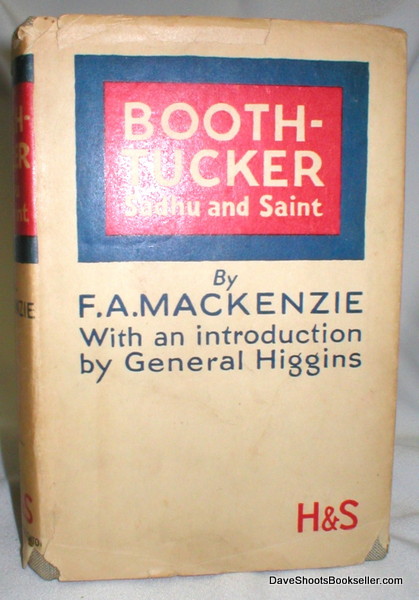 BOOTH-
TUCKER
Sadhu and Saint
By
F.A. MACKENZIE
With an introduction
by General Higgins
H&S
DaveShootsBookseller.com